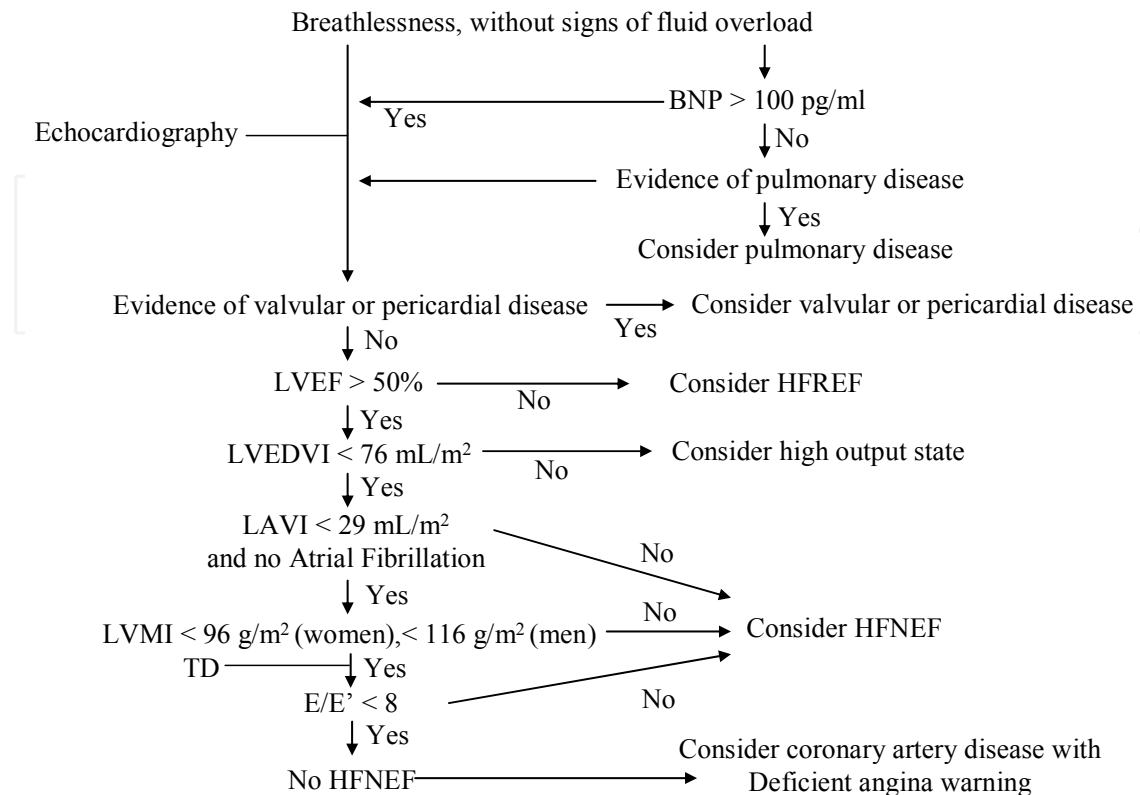 Breathlessness, without signs of fluid overload
BNP > 100 pg/ml
Yes
Echocardiography
No
Evidence of pulmonary disease
Yes
Consider pulmonary disease
Evidence of valvular or pericardial disease
Yes
Consider valvular or pericardial disease
No
LVEF > 50%
No
Consider HFREF
Yes
LVEDVI < 76 mL/m²
No
Consider high output state
Yes
LAVI < 29 mL/m²
and no Atrial Fibrillation
No
Yes
LVMI < 96 g/m² (women),< 116 g/m² (men)
No
Consider HFNEF
TD
Yes
E/E’ < 8
No
Yes
No HFNEF
Consider coronary artery disease with
Deficient angina warning